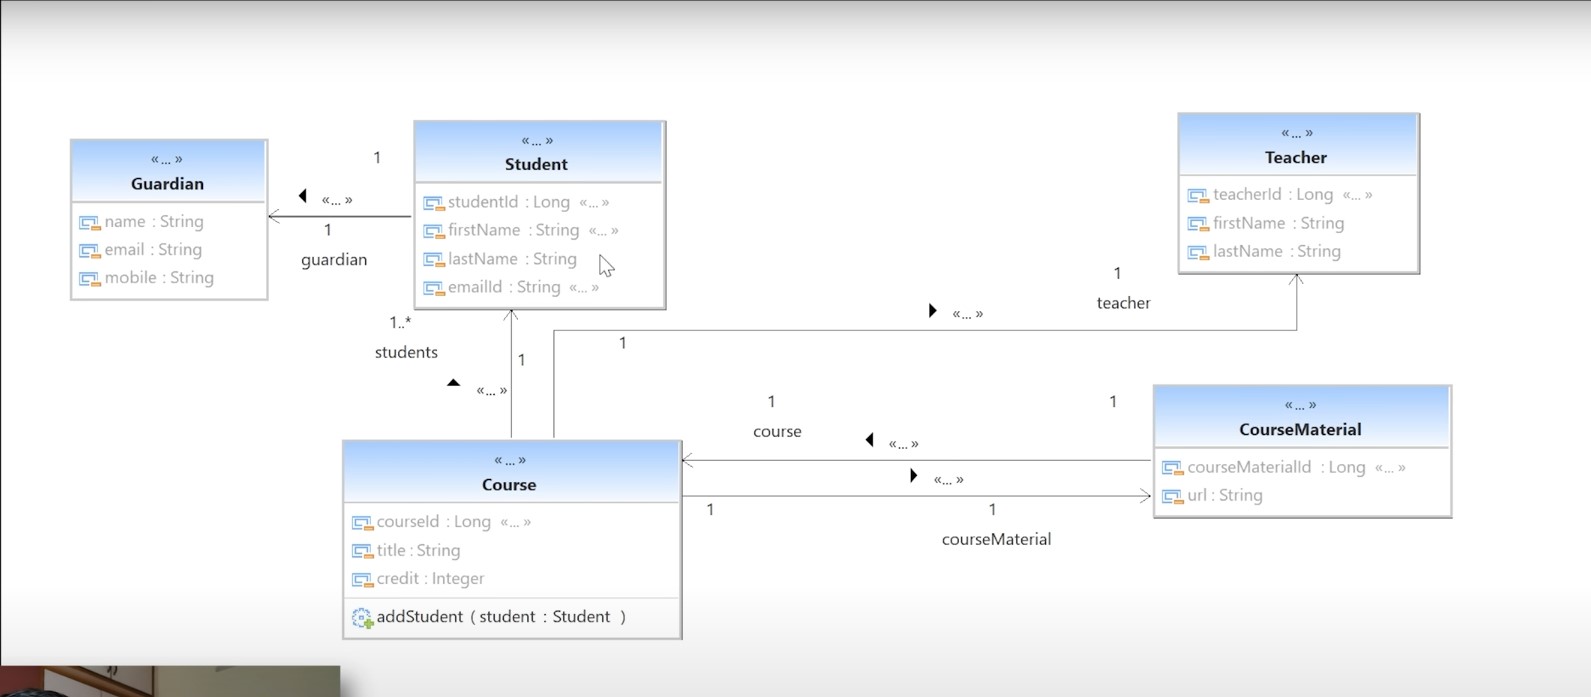 «... »
Guardian
name : String
email : String
mobile : String
1
«... »
1
guardian
«... »
Student
studentId : Long «... »
firstName : String «... »
lastName : String
emailId : String «... »
«... »
Teacher
teacherId : Long «... »
firstName : String
lastName : String
1..*
students
1
«... »
1
«... »
1
teacher
1
course
«... »
1
«... »
1
1
courseMaterial
«... »
CourseMaterial
courseMaterialId : Long «... »
url : String
«... »
Course
courseId : Long «... »
title : String
credit : Integer
addStudent ( student : Student )